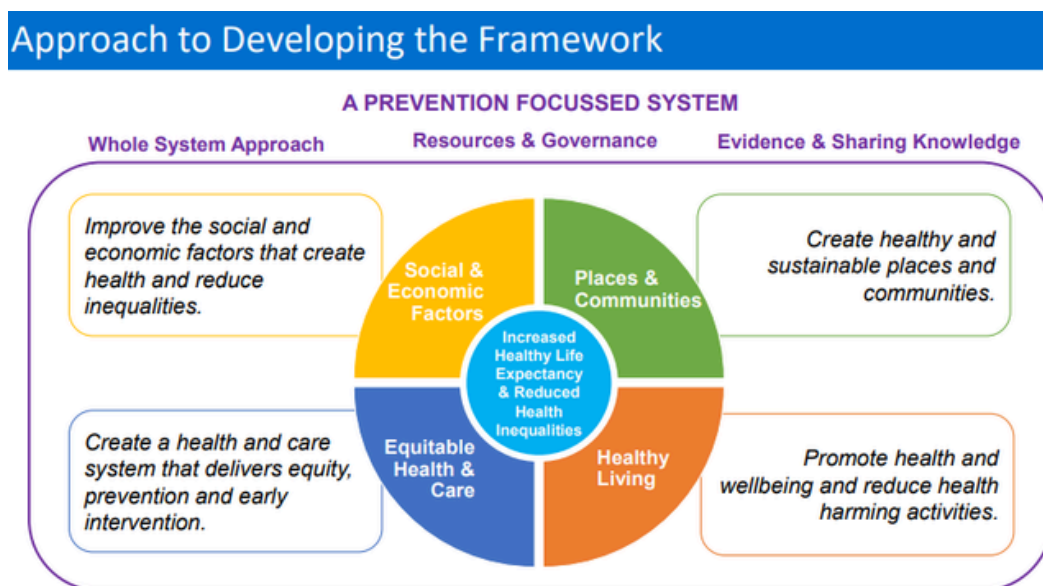 Approach to Developing the Framework
A PREVENTION FOCUSSED SYSTEM
Whole System Approach
Resources & Governance
Evidence & Sharing Knowledge
Improve the social and
economic factors that create
health and reduce
inequalities.
Social &
Economic
Factors
Places &
Communities
Create healthy and
sustainable places and
communities.
Increased
Healthy Life
Expectancy
& Reduced
Health
Inequalities
Create a health and care
system that delivers equity,
prevention and early
intervention.
Equitable
Health &
Care
Healthy
Living
Promote health and
wellbeing and reduce health
harming activities.